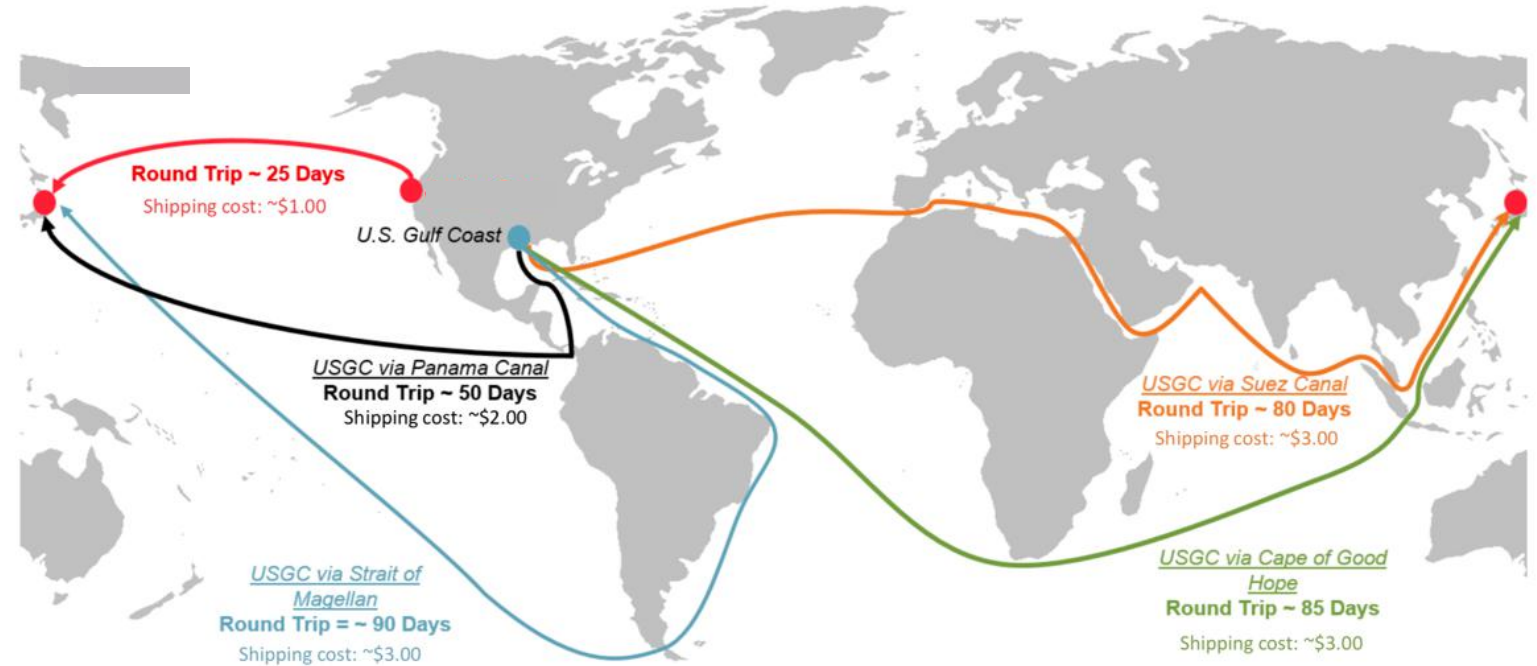 Round Trip ~ 25 Days
Shipping cost: ~$1.00
U.S. Gulf Coast
USGC via Panama Canal
Round Trip ~ 50 Days
Shipping cost: ~$2.00
USGC via Suez Canal
Round Trip ~ 80 Days
Shipping cost: ~$3.00
USGC via Strait of
Magellan
Round Trip = ~ 90 Days
Shipping cost: ~$3.00
USGC via Cape of Good
Hope
Round Trip ~ 85 Days
Shipping cost: ~$3.00